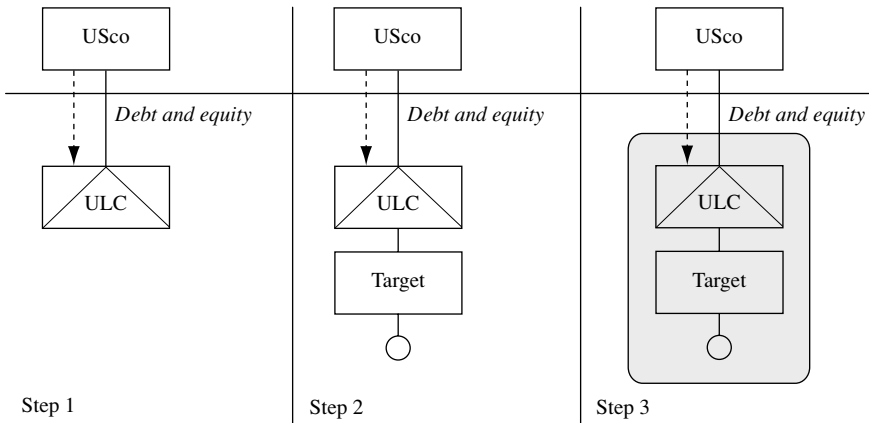 USco
Debt and equity
ULC
Step 1
USco
Debt and equity
ULC
Target
Step 2
USco
Debt and equity
ULC
Target
Step 3